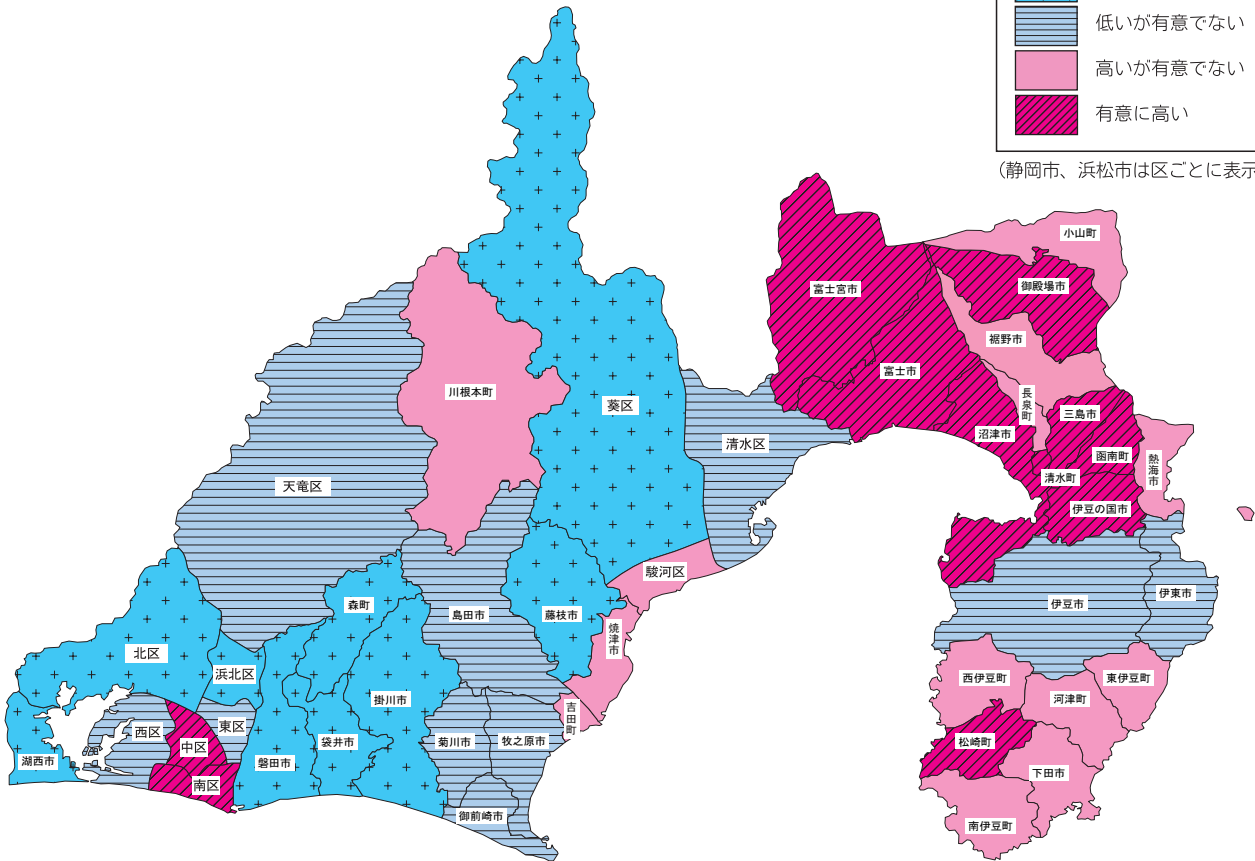 低いが有意でない
高いが有意でない
有意に高い
(静岡市、浜松市は区ごとに表示
小山町
御殿場市
富士宮市
裾野市
富士市
川根本町
長泉町
葵区
三島市
沼津市
清水区
函南町
熱海市
清水町
天竜区
伊豆の国市
駿河区
伊東市
森町
伊豆市
島田市
藤枝市
焼津市
北区
浜北区
西伊豆町
東伊豆町
掛川市
河津町
吉田町
東区
西区
中区
袋井市
菊川市
牧之原市
松崎町
湖西市
磐田市
下田市
南区
御前崎市
南伊豆町